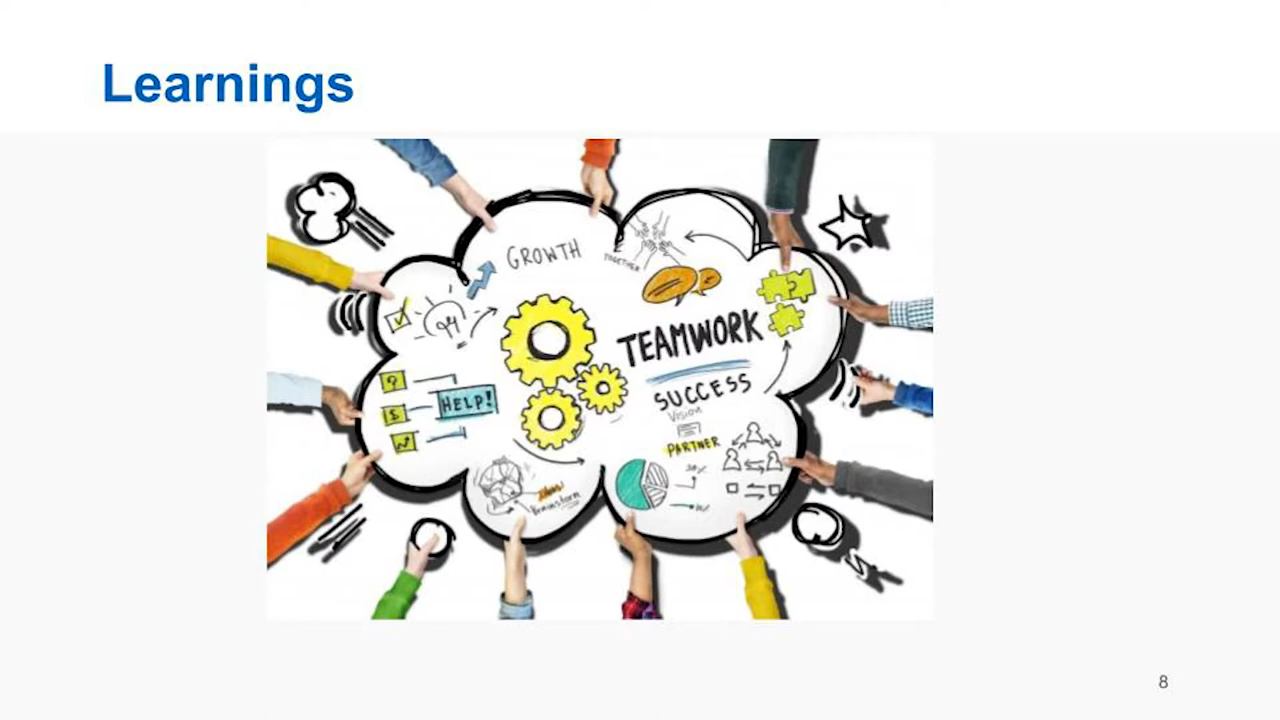 Learnings
GROWTH
TOGETHER
TEAMWORK
SUCCESS
Vision
HELP!
$
PARTNER
Brainstorm
8